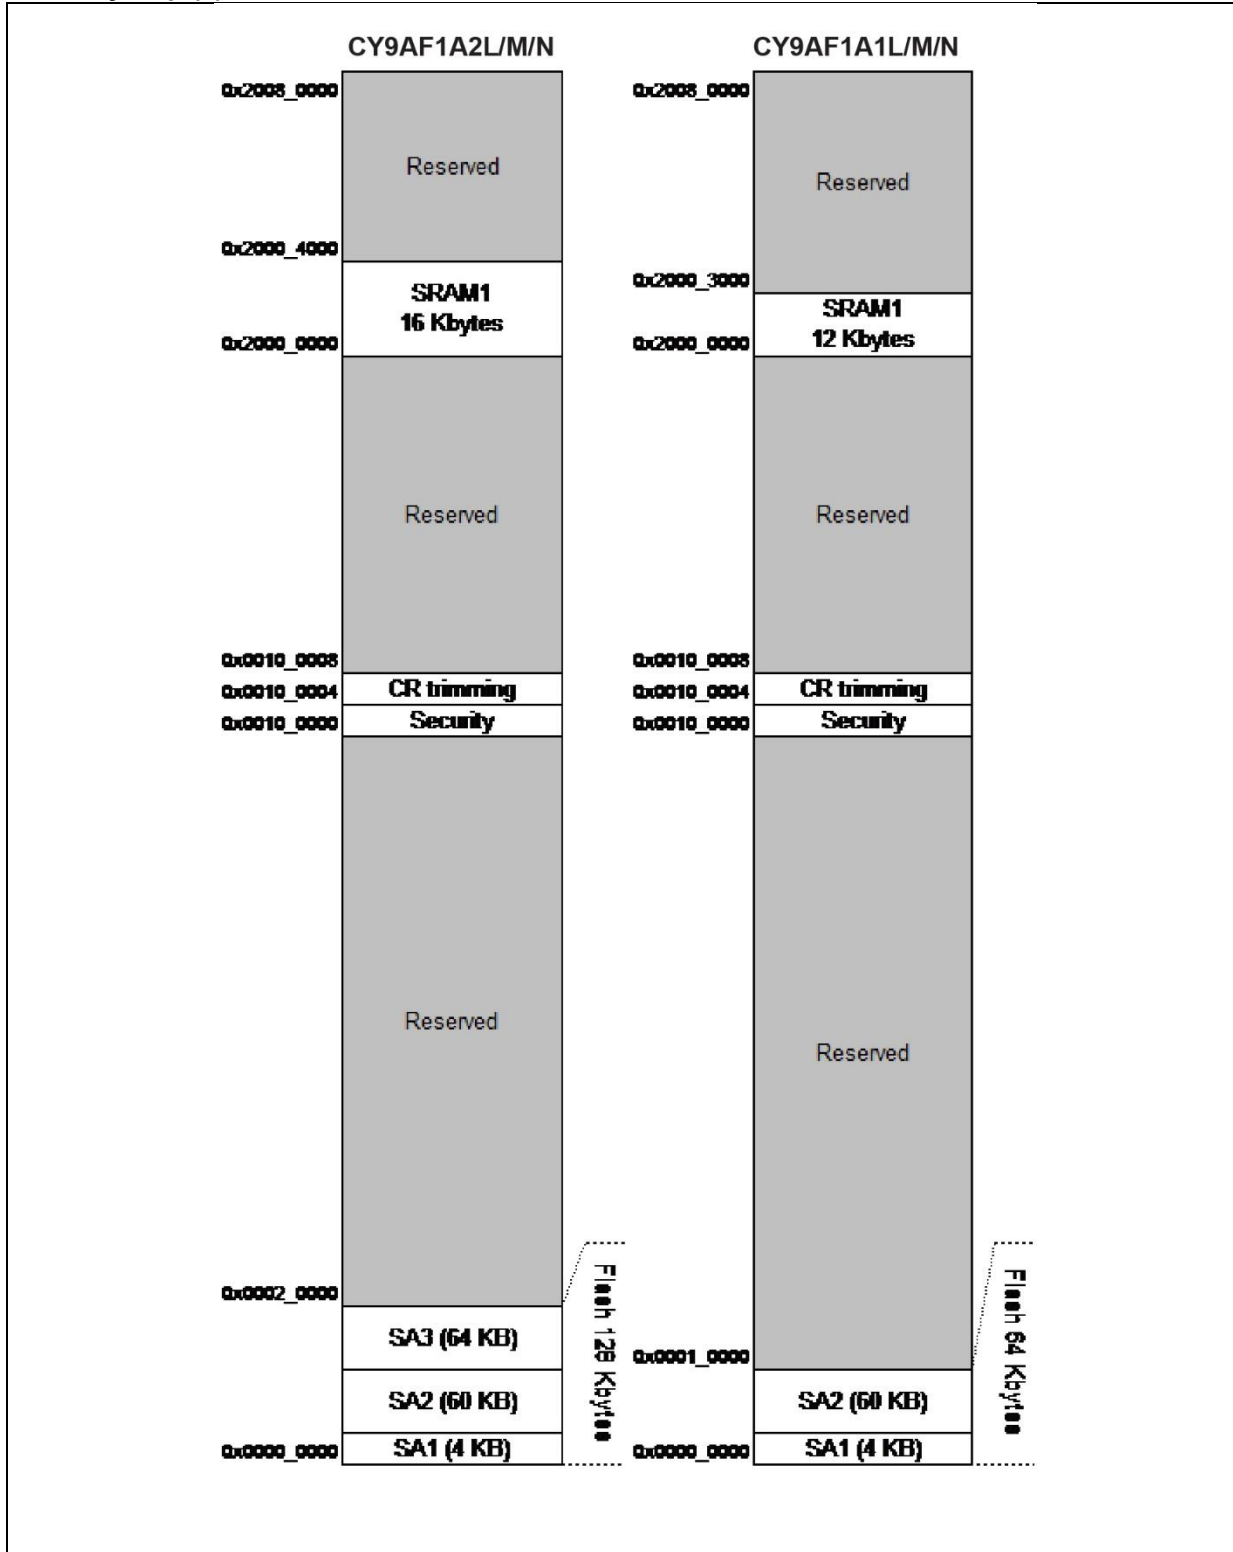 CY9AF1A2L/M/N
0x2008_0000
Reserved
0x2000_4000
SRAM1
16 Kbytes
0x2000_0000
Reserved
0x0010_0008
0x0010_0004
CR trimming
0x0010_0000
Security
Reserved
0x0002_0000
SA3 (64 KB)
SA2 (60 KB)
0x0000_0000
SA1 (4 KB)
Flash 128 Kbytes
CY9AF1A1L/M/N
0x2008_0000
Reserved
0x2000_3000
SRAM1
12 Kbytes
0x2000_0000
Reserved
0x0010_0008
0x0010_0004
CR trimming
0x0010_0000
Security
Reserved
0x0001_0000
SA2 (60 KB)
0x0000_0000
SA1 (4 KB)
Flash 64 Kbytes